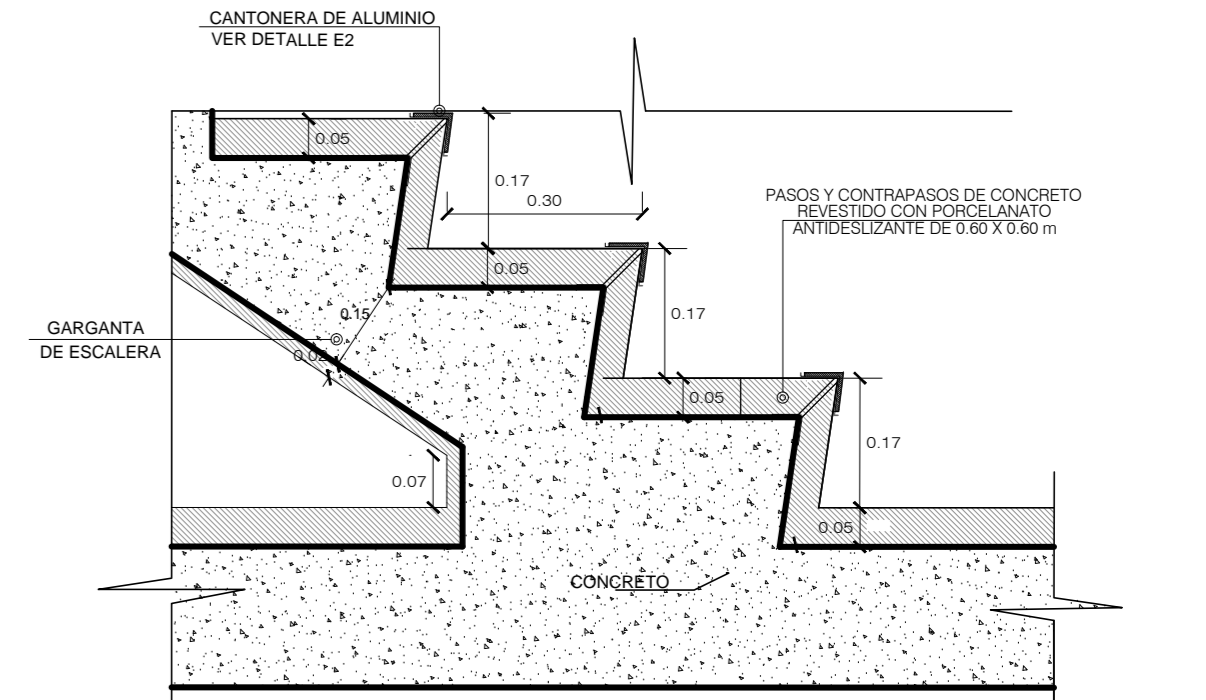 CANTONERA DE ALUMINIO
VER DETALLE E2
0.05
0.17
0.30
PASOS Y CONTRAPASOS DE CONCRETO
REVESTIDO CON PORCELANATO
ANTIDESLIZANTE DE 0.60 X 0.60 m
0.05
0.15
0.17
GARGANTA
DE ESCALERA
0.02
0.05
0.17
0.07
0.05
CONCRETO